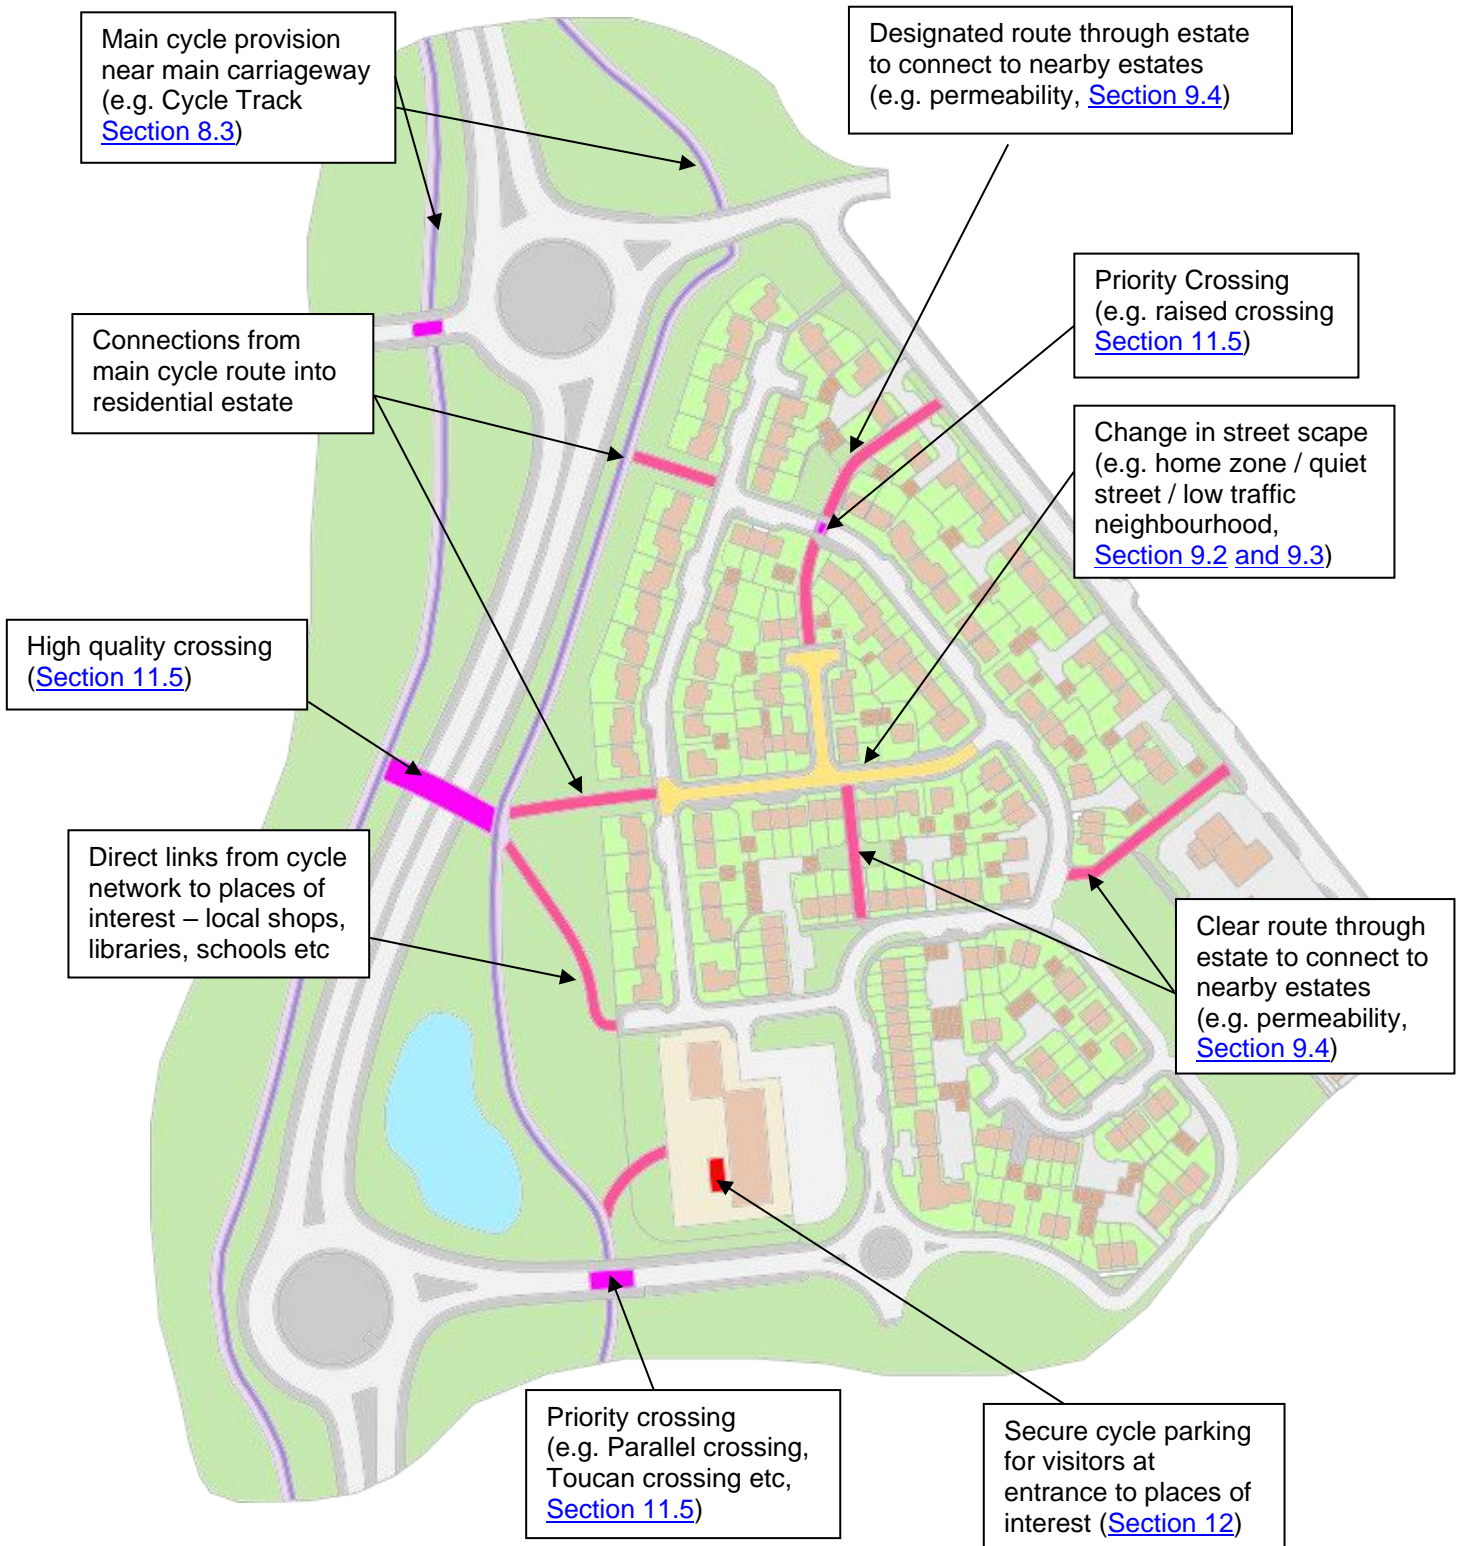 Main cycle provision
near main carriageway
(e.g. Cycle Track
Section 8.3)
Designated route through estate
to connect to nearby estates
(e.g. permeability, Section 9.4)
Priority Crossing
(e.g. raised crossing
Section 11.5)
Connections from
main cycle route into
residential estate
Change in street scape
(e.g. home zone / quiet
street / low traffic
neighbourhood,
Section 9.2 and 9.3)
High quality crossing
(Section 11.5)
Direct links from cycle
network to places of
interest – local shops,
libraries, schools etc
Clear route through
estate to connect to
nearby estates
(e.g. permeability,
Section 9.4)
Priority crossing
(e.g. Parallel crossing,
Toucan crossing etc,
Section 11.5)
Secure cycle parking
for visitors at
entrance to places of
interest (Section 12)